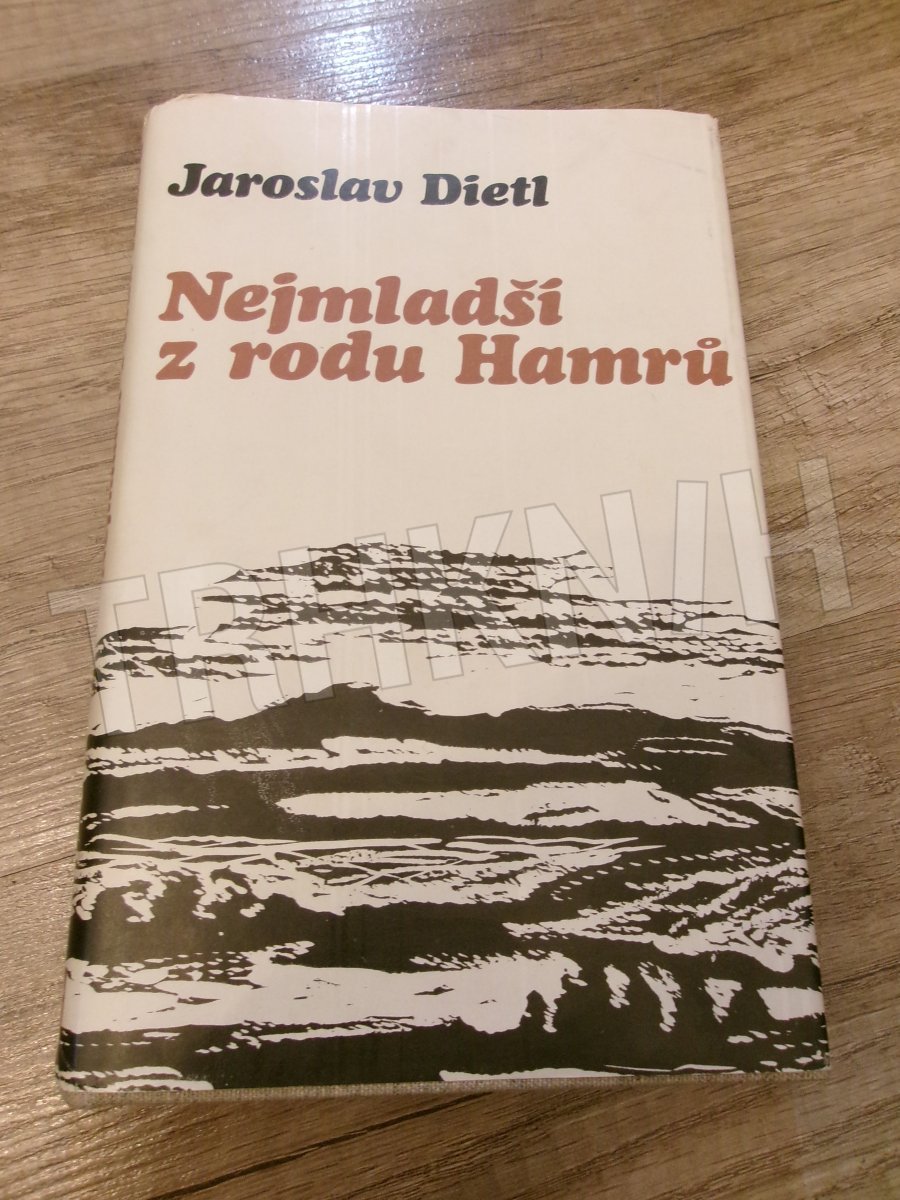 Jaroslav Dietl
Nejmladší
z rodu Hamrů
TRHKNIH